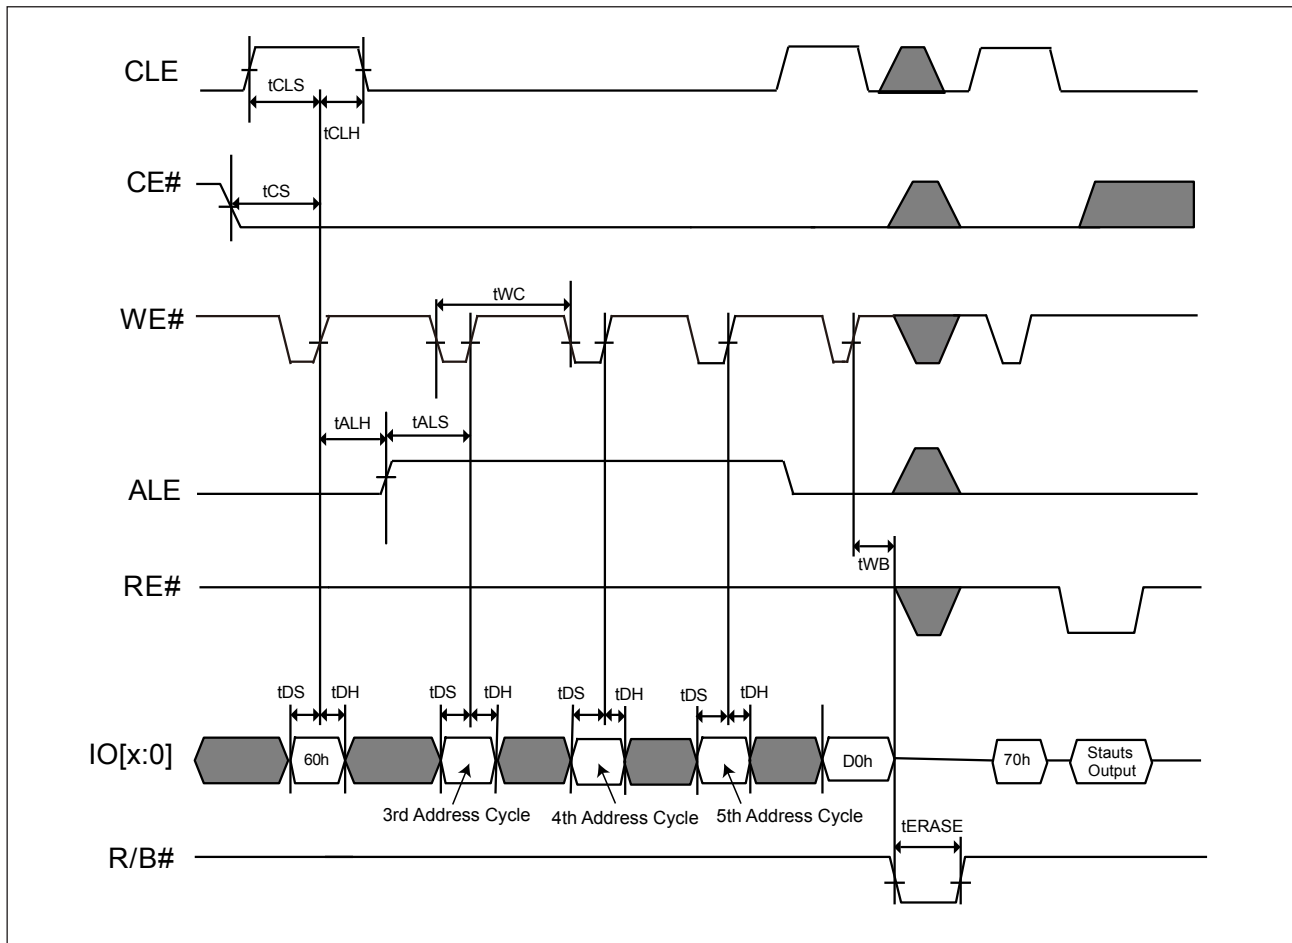 CLE
tCLS
tCLH
CE#
tCS
WE#
tWC
ALE
tALH
tALS
RE#
tWB
IO[x:0]
tDS
tDH
tDS
tDH
tDS
tDH
tDS
tDH
60h
D0h
70h
Stauts
Output
3rd Address Cycle
4th Address Cycle
5th Address Cycle
R/B#
tERASE